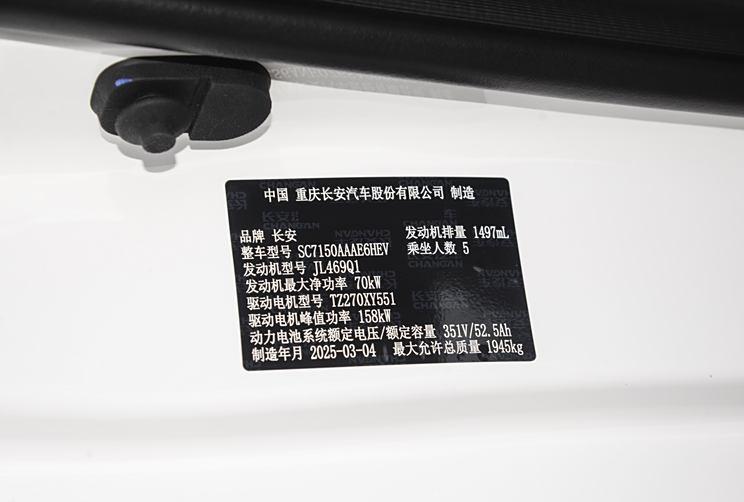 中国 重庆长安汽车股份有限公司 制造
品牌 长安 发动机排量 1497mL
整车型号 SC7150AAAE6HEV 乘坐人数 5
发动机型号 JL469Q1
发动机最大净功率 70kW
驱动电机型号 TZ270XY551
驱动电机峰值功率 158kW
动力电池系统额定电压/额定容量 351V/52.5Ah
制造年月 2025-03-04 最大允许总质量 1945kg